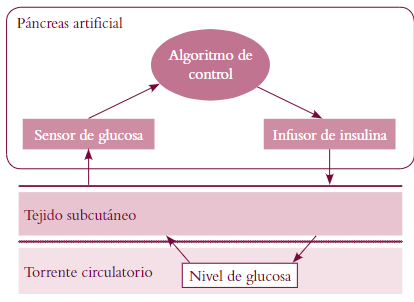 Páncreas artificial
Algoritmo de
control
Sensor de glucosa
Infusor de insulina
Tejido subcutáneo
Torrente circulatorio
Nivel de glucosa